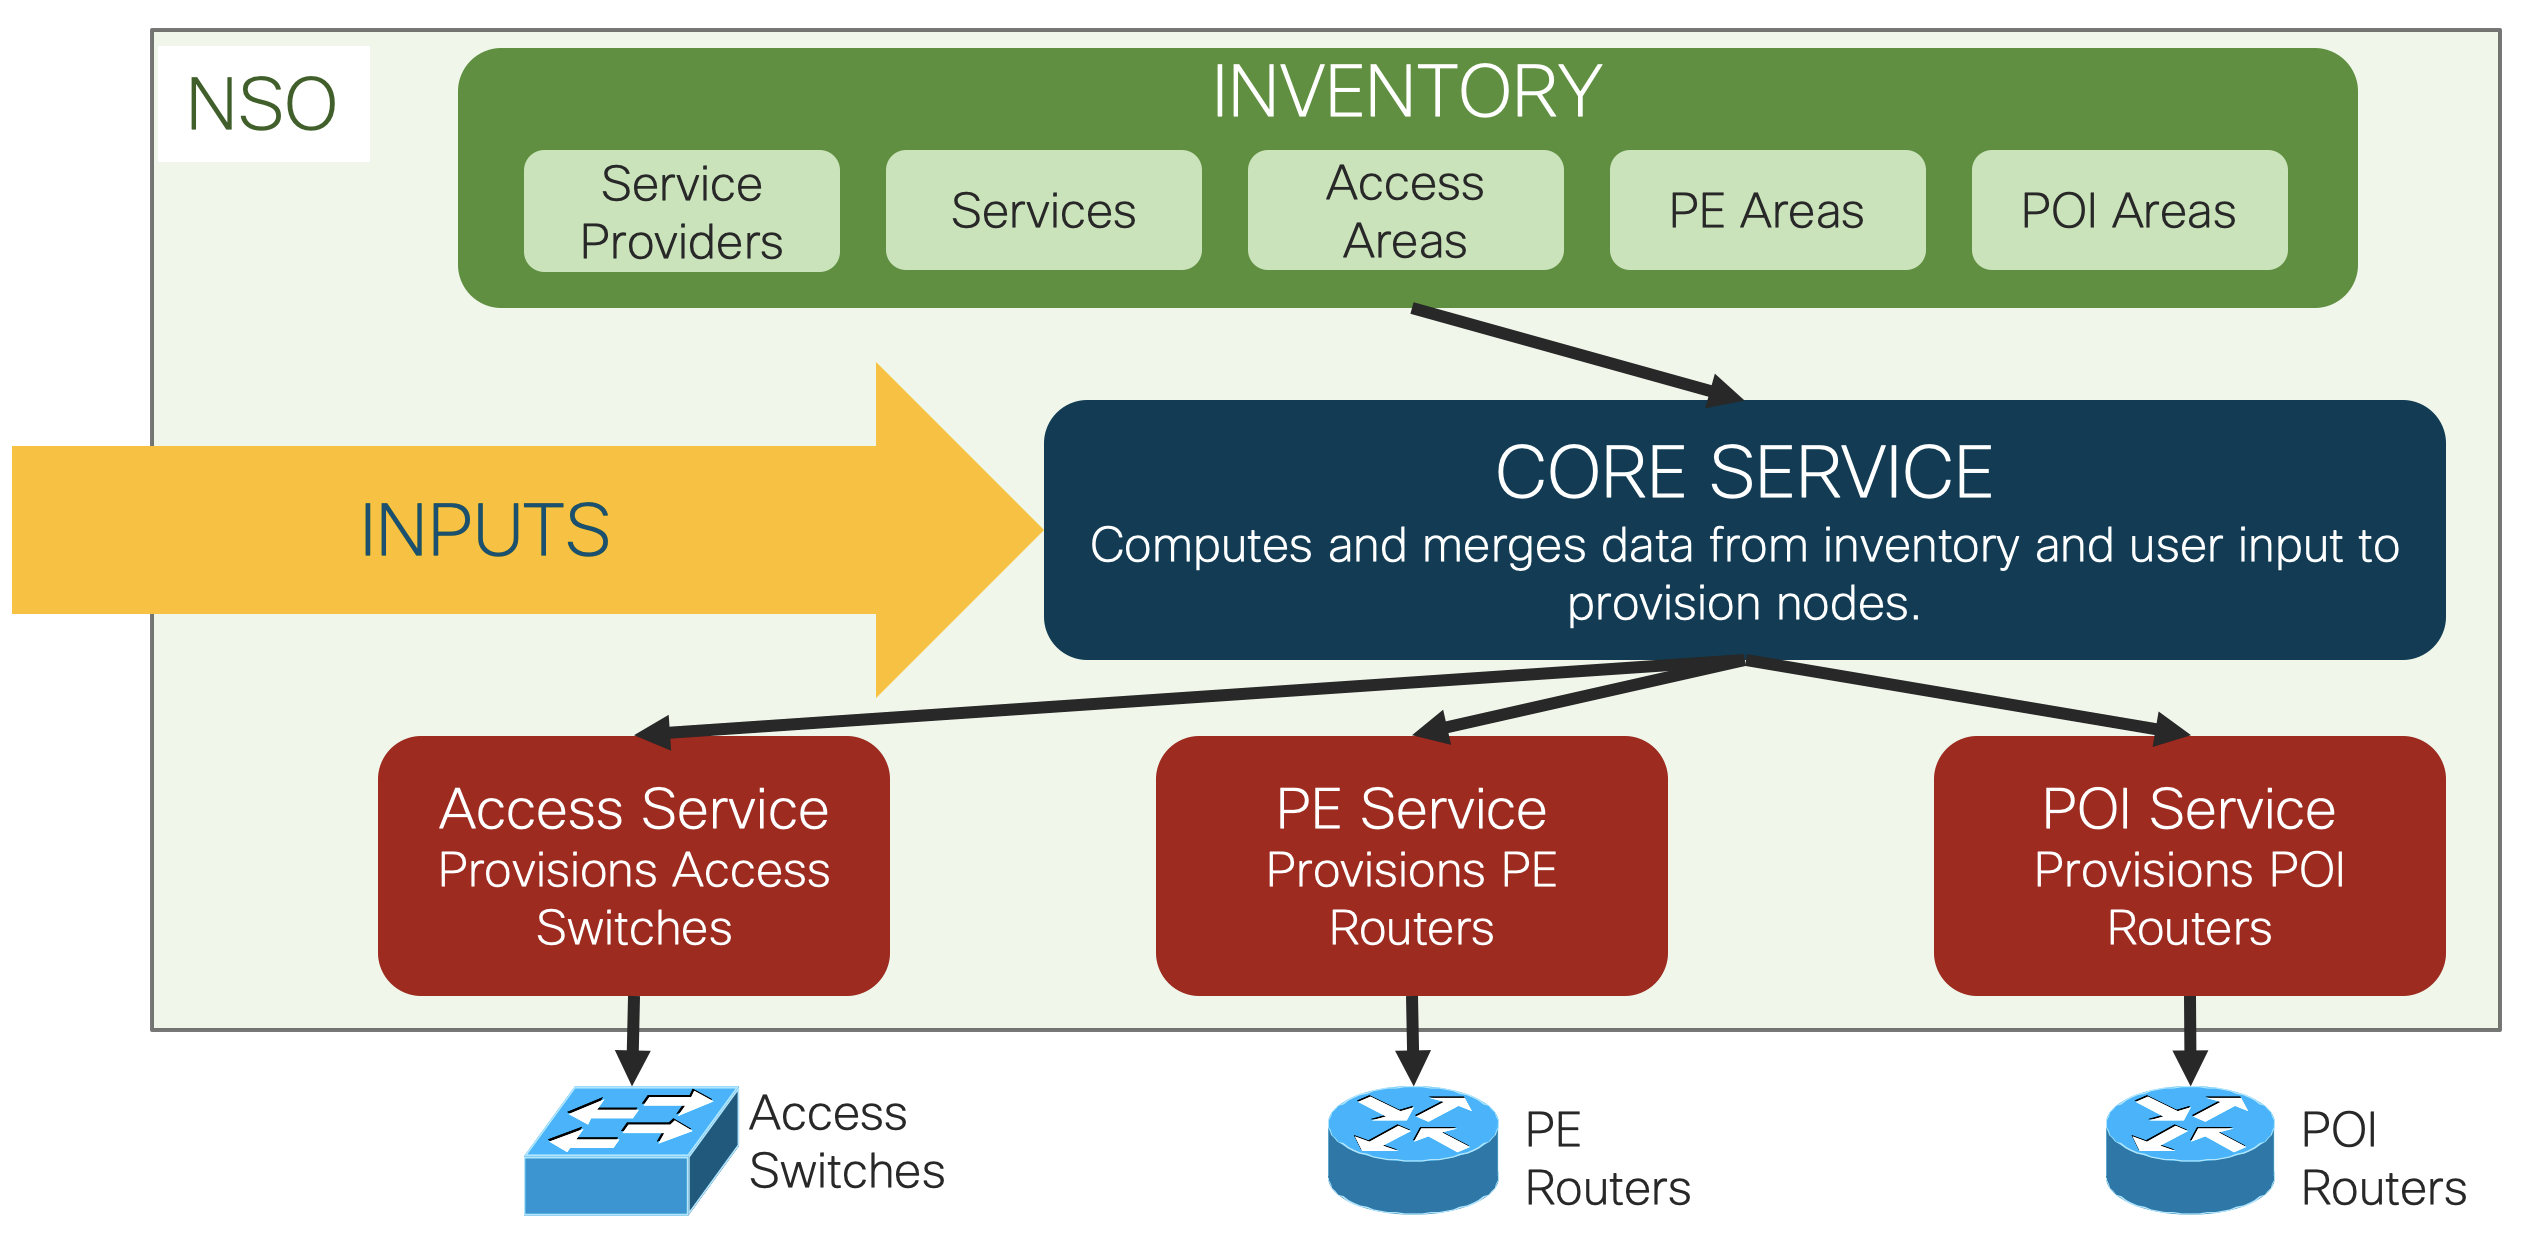 NSO
INVENTORY
Service
Providers
Services
Access
Areas
PE Areas
POI Areas
INPUTS
CORE SERVICE
Computes and merges data from inventory and user input to
provision nodes.
Access Service
Provisions Access
Switches
PE Service
Provisions PE
Routers
POI Service
Provisions POI
Routers
Access
Switches
PE
Routers
POI
Routers